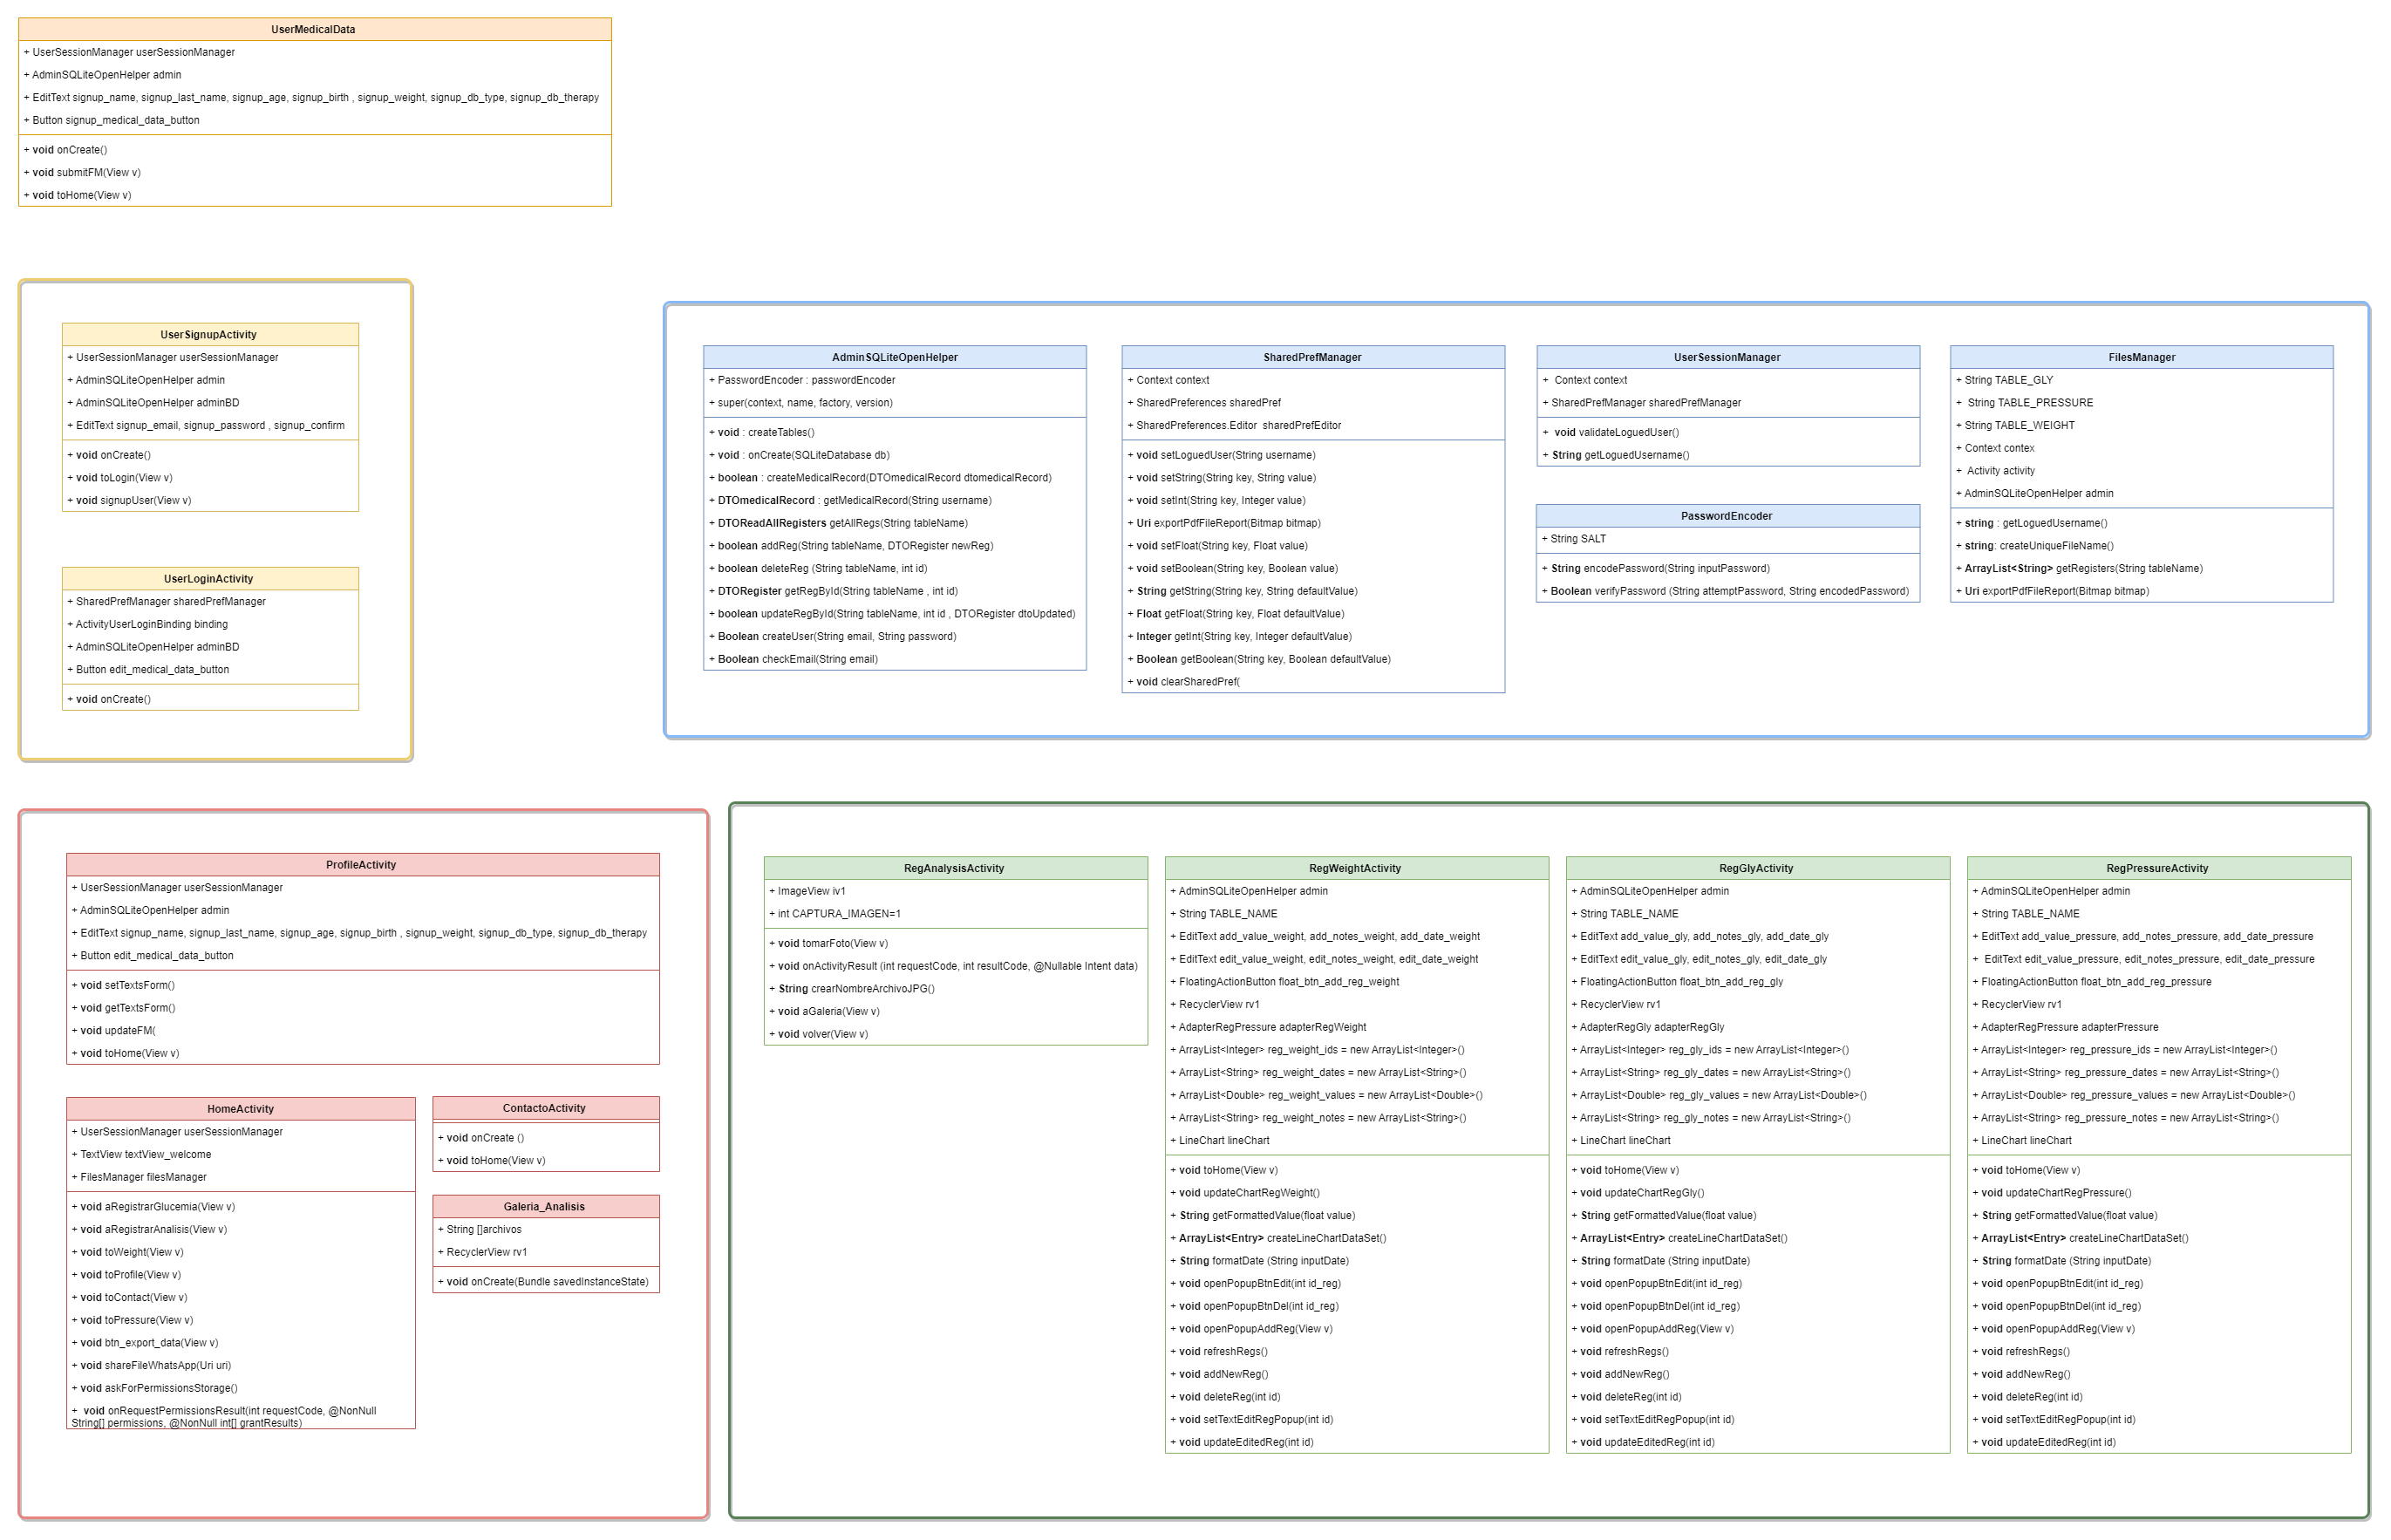 UserMedicalData
+ UserSessionManager userSessionManager
+ AdminSQLiteOpenHelper admin
+ EditText signup_name, signup_last_name, signup_age, signup_birth , signup_weight, signup_db_type, signup_db_therapy
+ Button signup_medical_data_button
+ void onCreate()
+ void submitFM(View v)
+ void toHome(View v)
UserSignupActivity
+ UserSessionManager userSessionManager
+ AdminSQLiteOpenHelper admin
+ AdminSQLiteOpenHelper adminBD
+ EditText signup_email, signup_password , signup_confirm
+ void onCreate()
+ void toLogin(View v)
+ void signupUser(View v)
UserLoginActivity
+ SharedPrefManager sharedPrefManager
+ ActivityUserLoginBinding binding
+ AdminSQLiteOpenHelper adminBD
+ Button edit_medical_data_button
+ void onCreate()
AdminSQLiteOpenHelper
+ PasswordEncoder : passwordEncoder
+ super(context, name, factory, version)
+ void : createTables()
+ void : onCreate(SQLiteDatabase db)
+ boolean : createMedicalRecord(DTOmedicalRecord dtomedicalRecord)
+ DTOmedicalRecord : getMedicalRecord(String username)
+ DTOReadAllRegisters getAllRegs(String tableName)
+ boolean addReg(String tableName, DTORegister newReg)
+ boolean deleteReg (String tableName, int id)
+ DTORegister getRegById(String tableName , int id)
+ boolean updateRegById(String tableName, int id , DTORegister dtoUpdated)
+ Boolean createUser(String email, String password)
+ Boolean checkEmail(String email)
SharedPrefManager
+ Context context
+ SharedPreferences sharedPref
+ SharedPreferences.Editor  sharedPrefEditor
+ void setLoguedUser(String username)
+ void setString(String key, String value)
+ void setInt(String key, Integer value)
+ Uri exportPdfFileReport(Bitmap bitmap)
+ void setFloat(String key, Float value)
+ void setBoolean(String key, Boolean value)
+ String getString(String key, String defaultValue)
+ Float getFloat(String key, Float defaultValue)
+ Integer getInt(String key, Integer defaultValue)
+ Boolean getBoolean(String key, Boolean defaultValue)
+ void clearSharedPref(
UserSessionManager
+  Context context
+ SharedPrefManager sharedPrefManager
+  void validateLoguedUser()
+ String getLoguedUsername()
PasswordEncoder
+ String SALT
+ String encodePassword(String inputPassword)
+ Boolean verifyPassword (String attemptPassword, String encodedPassword)
FilesManager
+ String TABLE_GLY
+  String TABLE_PRESSURE
+ String TABLE_WEIGHT
+ Context contex
+  Activity activity
+ AdminSQLiteOpenHelper admin
+ string : getLoguedUsername()
+ string: createUniqueFileName()
+ ArrayList<String> getRegisters(String tableName)
+ Uri exportPdfFileReport(Bitmap bitmap)
ProfileActivity
+ UserSessionManager userSessionManager
+ AdminSQLiteOpenHelper admin
+ EditText signup_name, signup_last_name, signup_age, signup_birth , signup_weight, signup_db_type, signup_db_therapy
+ Button edit_medical_data_button
+ void setTextsForm()
+ void getTextsForm()
+ void updateFM(
+ void toHome(View v)
HomeActivity
+ UserSessionManager userSessionManager
+ TextView textView_welcome
+ FilesManager filesManager
+ void aRegistrarGlucemia(View v)
+ void aRegistrarAnalisis(View v)
+ void toWeight(View v)
+ void toProfile(View v)
+ void toContact(View v)
+ void toPressure(View v)
+ void btn_export_data(View v)
+ void shareFileWhatsApp(Uri uri)
+ void askForPermissionsStorage()
+  void onRequestPermissionsResult(int requestCode, @NonNull
String[] permissions, @NonNull int[] grantResults)
ContactoActivity
+ void onCreate ()
+ void toHome(View v)
Galeria_Analisis
+ String []archivos
+ RecyclerView rv1
+ void onCreate(Bundle savedInstanceState)
RegAnalysisActivity
+ ImageView iv1
+ int CAPTURA_IMAGEN=1
+ void tomarFoto(View v)
+ void onActivityResult (int requestCode, int resultCode, @Nullable Intent data)
+ String crearNombreArchivoJPG()
+ void aGaleria(View v)
+ void volver(View v)
RegWeightActivity
+ AdminSQLiteOpenHelper admin
+ String TABLE_NAME
+ EditText add_value_weight, add_notes_weight, add_date_weight
+ EditText edit_value_weight, edit_notes_weight, edit_date_weight
+ FloatingActionButton float_btn_add_reg_weight
+ RecyclerView rv1
+ AdapterRegPressure adapterRegWeight
+ ArrayList<Integer> reg_weight_ids = new ArrayList<Integer>()
+ ArrayList<String> reg_weight_dates = new ArrayList<String>()
+ ArrayList<Double> reg_weight_values = new ArrayList<Double>()
+ ArrayList<String> reg_weight_notes = new ArrayList<String>()
+ LineChart lineChart
+ void toHome(View v)
+ void updateChartRegWeight()
+ String getFormattedValue(float value)
+ ArrayList<Entry> createLineChartDataSet()
+ String formatDate (String inputDate)
+ void openPopupBtnEdit(int id_reg)
+ void openPopupBtnDel(int id_reg)
+ void openPopupAddReg(View v)
+ void refreshRegs()
+ void addNewReg()
+ void deleteReg(int id)
+ void setTextEditRegPopup(int id)
+ void updateEditedReg(int id)
RegGlyActivity
+ AdminSQLiteOpenHelper admin
+ String TABLE_NAME
+ EditText add_value_gly, add_notes_gly, add_date_gly
+ EditText edit_value_gly, edit_notes_gly, edit_date_gly
+ FloatingActionButton float_btn_add_reg_gly
+ RecyclerView rv1
+ AdapterRegGly adapterRegGly
+ ArrayList<Integer> reg_gly_ids = new ArrayList<Integer>()
+ ArrayList<String> reg_gly_dates = new ArrayList<String>()
+ ArrayList<Double> reg_gly_values = new ArrayList<Double>()
+ ArrayList<String> reg_gly_notes = new ArrayList<String>()
+ LineChart lineChart
+ void toHome(View v)
+ void updateChartRegGly()
+ String getFormattedValue(float value)
+ ArrayList<Entry> createLineChartDataSet()
+ String formatDate (String inputDate)
+ void openPopupBtnEdit(int id_reg)
+ void openPopupBtnDel(int id_reg)
+ void openPopupAddReg(View v)
+ void refreshRegs()
+ void addNewReg()
+ void deleteReg(int id)
+ void setTextEditRegPopup(int id)
+ void updateEditedReg(int id)
RegPressureActivity
+ AdminSQLiteOpenHelper admin
+ String TABLE_NAME
+ EditText add_value_pressure, add_notes_pressure, add_date_pressure
+  EditText edit_value_pressure, edit_notes_pressure, edit_date_pressure
+ FloatingActionButton float_btn_add_reg_pressure
+ RecyclerView rv1
+ AdapterRegPressure adapterPressure
+ ArrayList<Integer> reg_pressure_ids = new ArrayList<Integer>()
+ ArrayList<String> reg_pressure_dates = new ArrayList<String>()
+ ArrayList<Double> reg_pressure_values = new ArrayList<Double>()
+ ArrayList<String> reg_pressure_notes = new ArrayList<String>()
+ LineChart lineChart
+ void toHome(View v)
+ void updateChartRegPressure()
+ String getFormattedValue(float value)
+ ArrayList<Entry> createLineChartDataSet()
+ String formatDate (String inputDate)
+ void openPopupBtnEdit(int id_reg)
+ void openPopupBtnDel(int id_reg)
+ void openPopupAddReg(View v)
+ void refreshRegs()
+ void addNewReg()
+ void deleteReg(int id)
+ void setTextEditRegPopup(int id)
+ void updateEditedReg(int id)